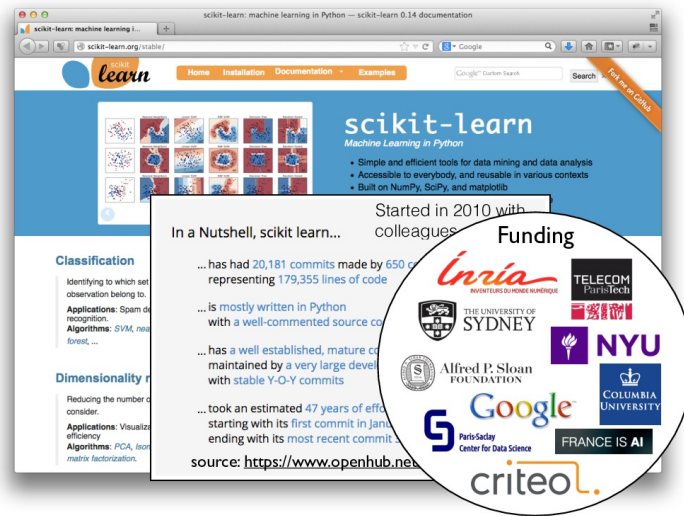 scikit-learn: machine learning in Python — scikit-learn 0.14 documentation
scikit-learn: machine learning i...
scikit-learn.org/stable/
Google
scikit
learn
Home Installation Documentation Examples
Google™ Custom Search
Search
Fork me on GitHub
scikit-learn
Machine Learning in Python
Simple and efficient tools for data mining and data analysis
Accessible to everybody, and reusable in various contexts
Built on NumPy, SciPy, and matplotlib
Started in 2010 with
colleagues
In a Nutshell, scikit learn...
... has had 20,181 commits made by 650 co
representing 179,355 lines of code
... is mostly written in Python
with a well-commented source co
... has a well established, mature co
maintained by a very large devel
with stable Y-O-Y commits
... took an estimated 47 years of effo
starting with its first commit in Janu
ending with its most recent commit
source: https://www.openhub.net
Classification
Identifying to which set
observation belong to.
Applications: Spam de
recognition.
Algorithms: SVM, nea
forest, ...
Dimensionality r
Reducing the number o
consider.
Applications: Visualiza
efficiency
Algorithms: PCA, Ison
matrix factorization.
Funding
Inria
INVENTEURS DU MONDE NUMÉRIQUE
TELECOM
ParisTech
THE UNIVERSITY OF
SYDNEY
NYU
Alfred P. Sloan
FOUNDATION
COLUMBIA
UNIVERSITY
Google
Paris-Saclay
Center for Data Science
FRANCE IS AI
criteo